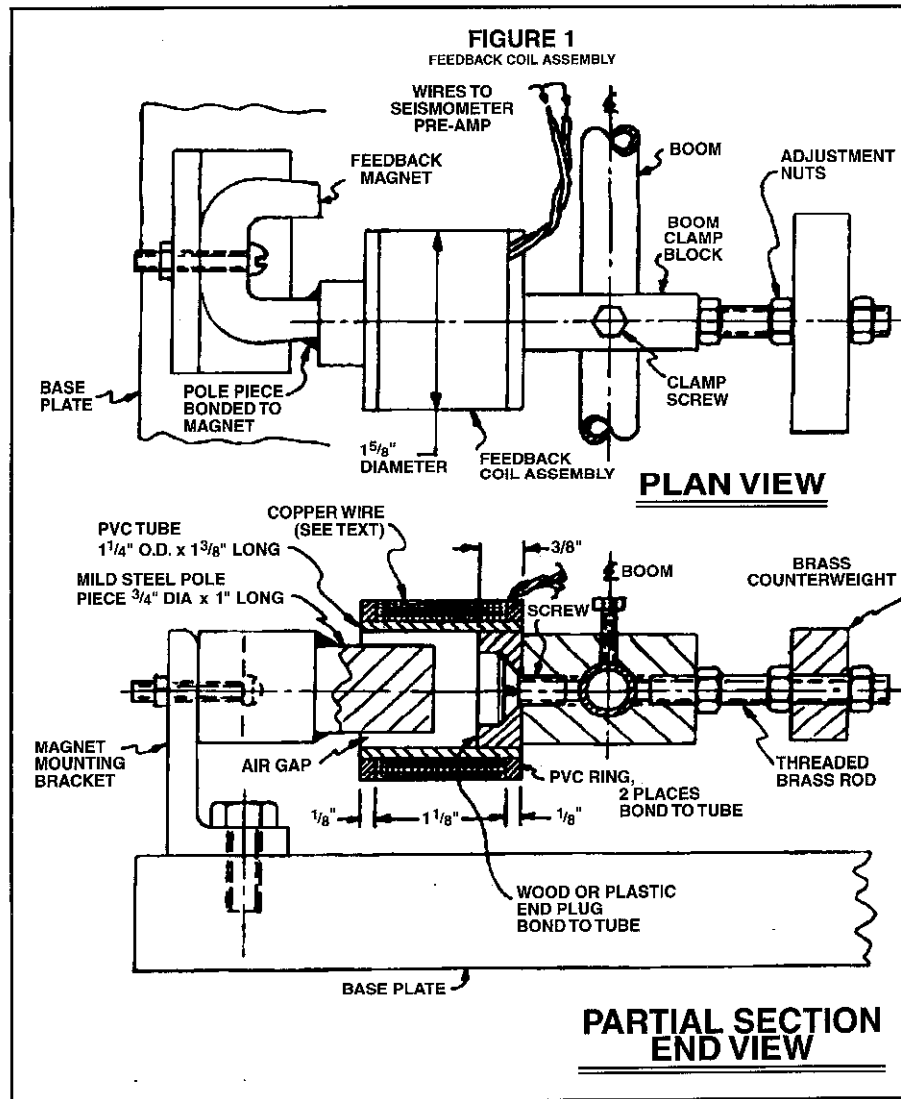 FIGURE 1
FEEDBACK COIL ASSEMBLY
WIRES TO
SEISMOMETER
PRE-AMP
℄
BOOM
FEEDBACK
MAGNET
ADJUSTMENT
NUTS
BOOM
CLAMP
BLOCK
BASE
PLATE
POLE PIECE
BONDED TO
MAGNET
1 5/8"
DIAMETER
CLAMP
SCREW
FEEDBACK
COIL ASSEMBLY
PLAN VIEW
COPPER WIRE
(SEE TEXT)
PVC TUBE
1 1/4" O.D. x 1 3/8" LONG
MILD STEEL POLE
PIECE 3/4" DIA x 1" LONG
3/8"
℄ BOOM
SCREW
BRASS
COUNTERWEIGHT
MAGNET
MOUNTING
BRACKET
AIR GAP
PVC RING,
2 PLACES
BOND TO TUBE
THREADED
BRASS ROD
1/8"
1 1/8"
1/8"
WOOD OR PLASTIC
END PLUG
BOND TO TUBE
BASE PLATE
PARTIAL SECTION
END VIEW